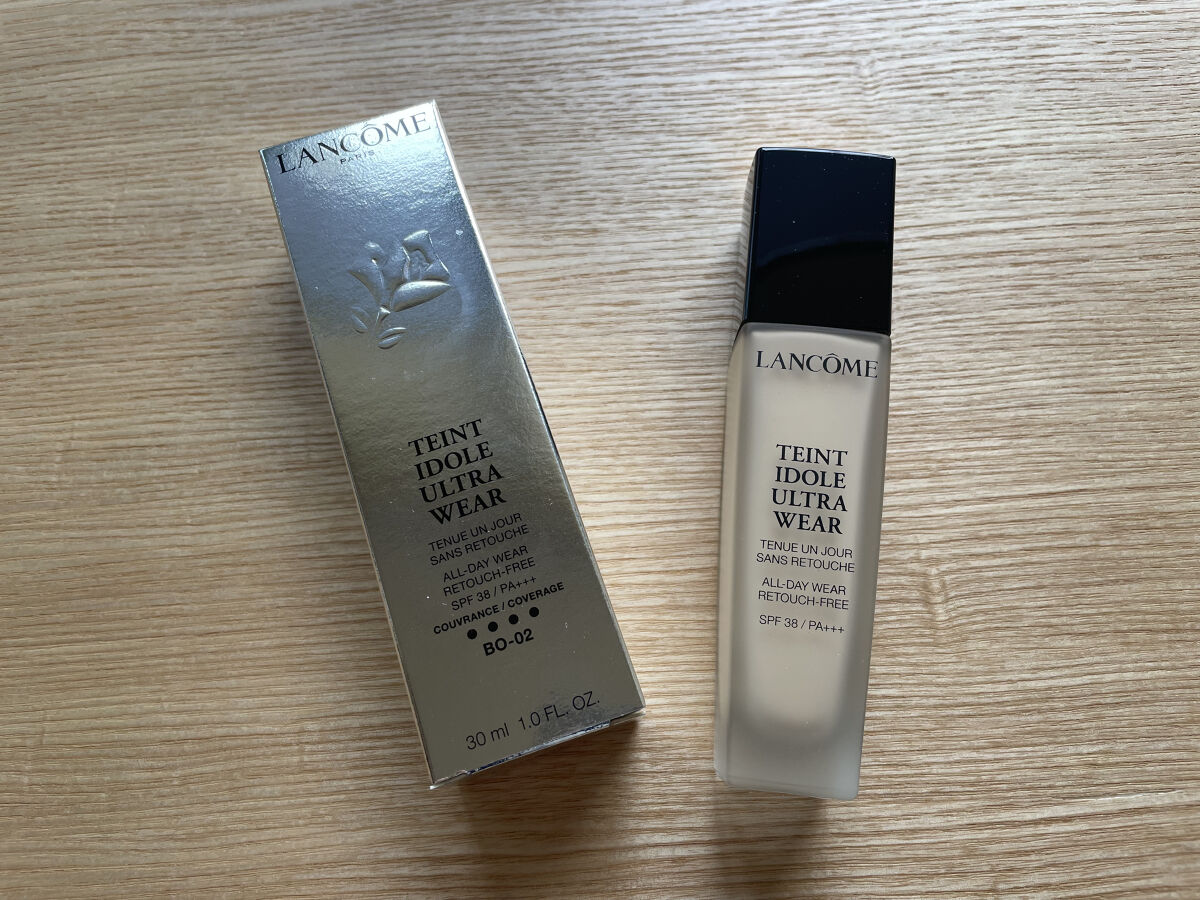 LANCÔME
PARIS
TEINT
IDOLE
ULTRA
WEAR
TENUE UN JOUR
SANS RETOUCHE
ALL-DAY WEAR
RETOUCH-FREE
SPF 38 / PA+++
COUVRANCE / COVERAGE
● ● ● ●
BO-02
30 ml 1.0 FL. OZ.
LANCÔME
TEINT
IDOLE
ULTRA
WEAR
TENUE UN JOUR
SANS RETOUCHE
ALL-DAY WEAR
RETOUCH-FREE
SPF 38 / PA+++